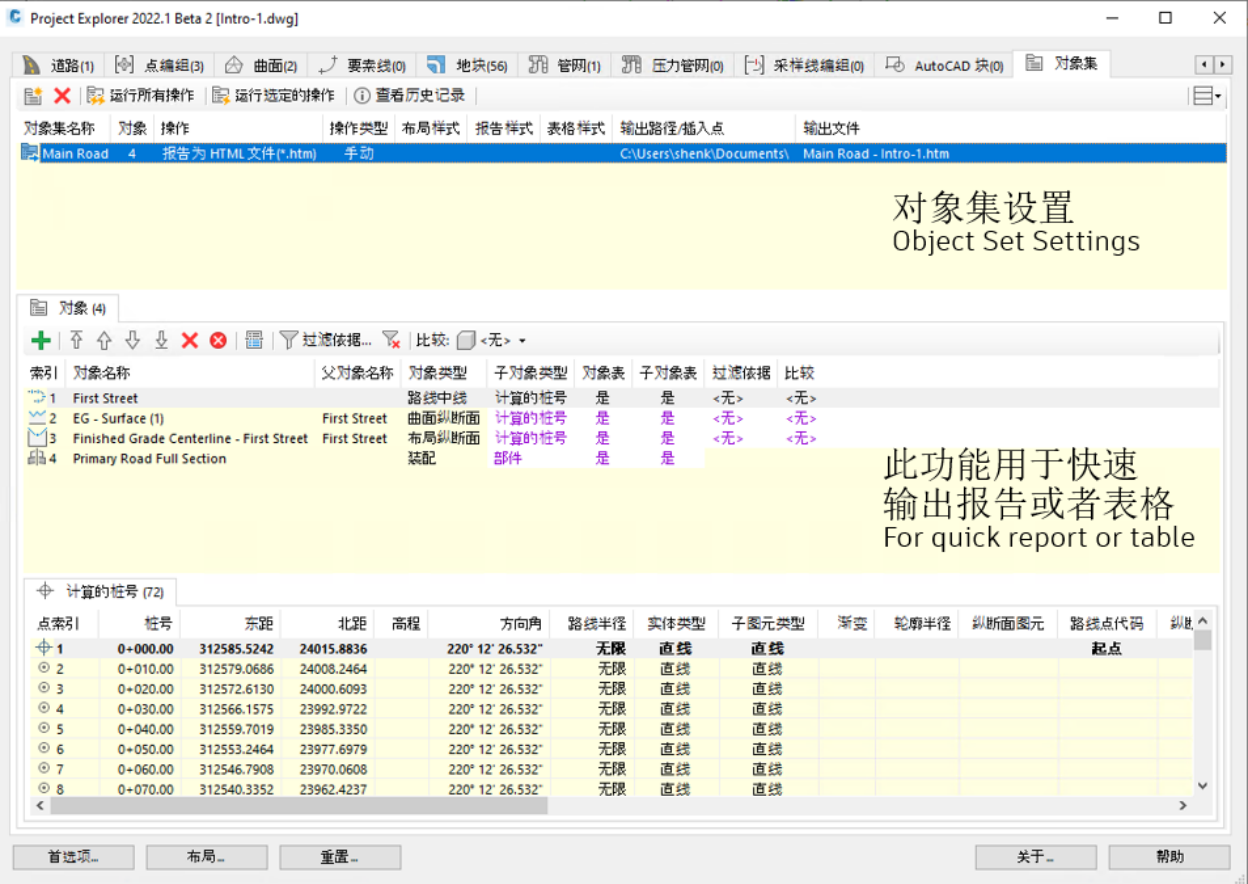 Project Explorer 2022.1 Beta 2 [Intro-1.dwg]
道路(1) 点编组(3) 曲面(2) 要素线(0) 地块(56) 管网(1) 压力管网(0) 采样线编组(0) AutoCAD 块(0) 对象集
运行所有操作 运行选定的操作 查看历史记录
对象集名称 对象 操作 操作类型 布局样式 报告样式 表格样式 输出路径/插入点 输出文件
Main Road 4 报告为 HTML 文件(*.htm) 手动 C:\Users\shenk\Documents\ Main Road - Intro-1.htm
对象集设置
Object Set Settings
对象 (4)
过滤依据... 比较: <无>
索引 对象名称 父对象名称 对象类型 子对象类型 对象表 子对象表 过滤依据 比较
1 First Street 路线中线 计算的桩号 是 是 <无> <无>
2 EG - Surface (1) First Street 曲面纵断面 计算的桩号 是 是 <无> <无>
3 Finished Grade Centerline - First Street First Street 布局纵断面 计算的桩号 是 是 <无> <无>
4 Primary Road Full Section 装配 部件 是 是
此功能用于快速
输出报告或者表格
For quick report or table
计算的桩号 (72)
点索引 桩号 东距 北距 高程 方向角 路线半径 实体类型 子图元类型 渐变 轮廓半径 纵断面图元 路线点代码 纵断
1 0+000.00 312585.5242 24015.8836 220° 12' 26.532" 无限 直线 直线 起点
2 0+010.00 312579.0686 24008.2464 220° 12' 26.532" 无限 直线 直线
3 0+020.00 312572.6130 24000.6093 220° 12' 26.532" 无限 直线 直线
4 0+030.00 312566.1575 23992.9722 220° 12' 26.532" 无限 直线 直线
5 0+040.00 312559.7019 23985.3350 220° 12' 26.532" 无限 直线 直线
6 0+050.00 312553.2464 23977.6979 220° 12' 26.532" 无限 直线 直线
7 0+060.00 312546.7908 23970.0608 220° 12' 26.532" 无限 直线 直线
8 0+070.00 312540.3352 23962.4237 220° 12' 26.532" 无限 直线 直线
首选项... 布局... 重置... 关于... 帮助